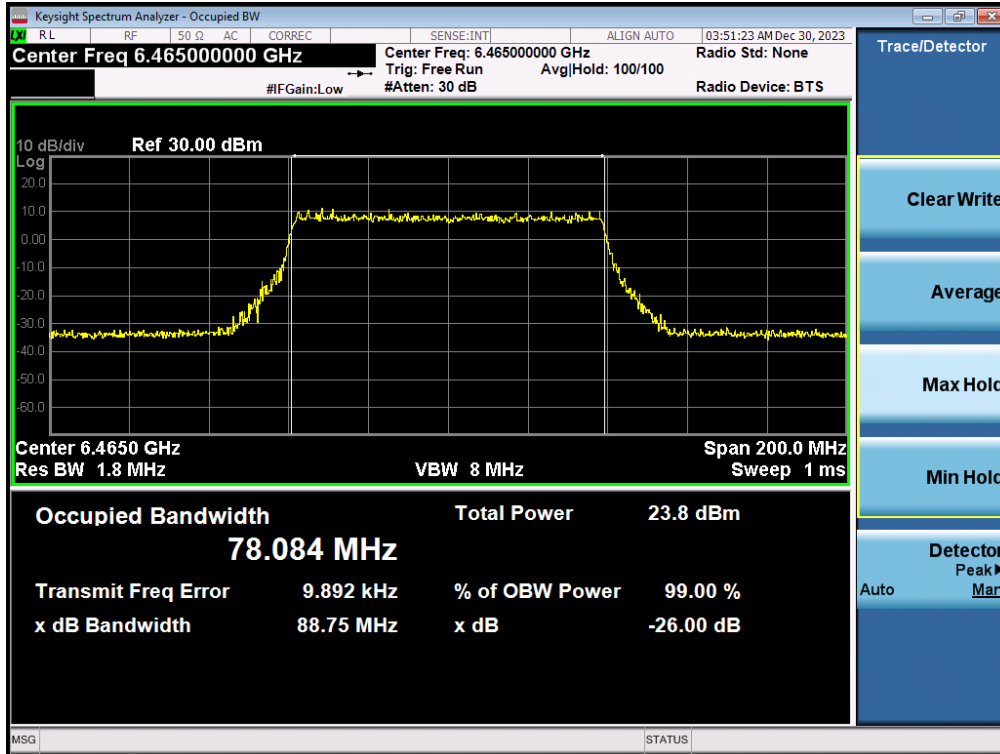 Keysight Spectrum Analyzer - Occupied BW
LXI RL RF 50 Ω AC CORREC SENSE:INT ALIGN AUTO 03:51:23 AM Dec 30, 2023
Center Freq 6.465000000 GHz
Center Freq: 6.465000000 GHz
Radio Std: None
Trig: Free Run Avg|Hold: 100/100
#IFGain:Low
#Atten: 30 dB
Radio Device: BTS
10 dB/div Ref 30.00 dBm
Log
20.0
10.0
0.00
-10.0
-20.0
-30.0
-40.0
-50.0
-60.0
Center 6.4650 GHz Span 200.0 MHz
Res BW 1.8 MHz VBW 8 MHz Sweep 1 ms
Occupied Bandwidth Total Power 23.8 dBm
78.084 MHz
Transmit Freq Error 9.892 kHz % of OBW Power 99.00 %
x dB Bandwidth 88.75 MHz x dB -26.00 dB
MSG STATUS
Trace/Detector
Clear Write
Average
Max Hold
Min Hold
Detector
Peak
Auto Man